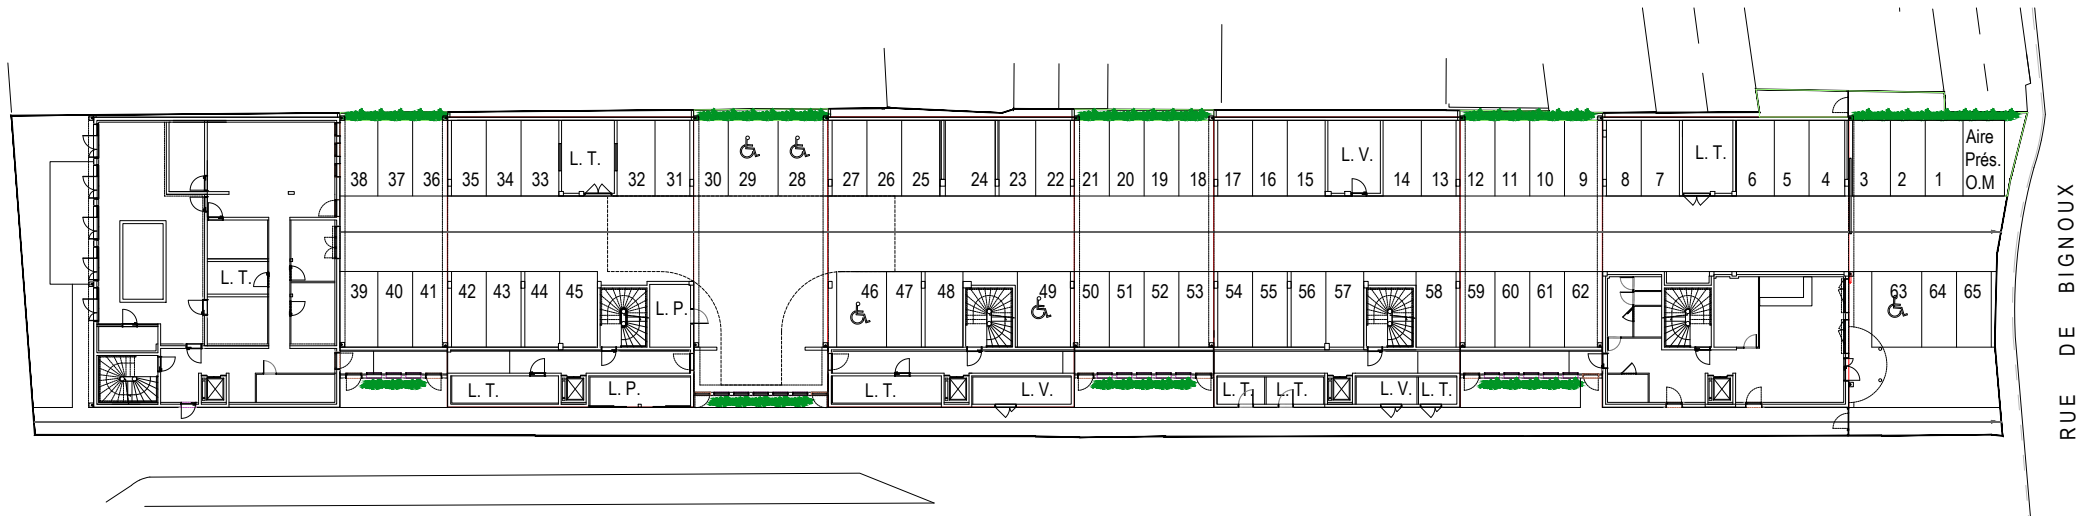 38 37 36 35 34 33 L. T. 32 31 30 29 28 27 26 25 24 23 22 21 20 19 18 17 16 15 L. V. 14 13 12 11 10 9 8 7 L. T. 6 5 4 3 2 1 Aire
Prés.
O.M
L. T.
39 40 41 42 43 44 45 L. P. 46 47 48 49 50 51 52 53 54 55 56 57 58 59 60 61 62 63 64 65
L. T. L. P. L. T. L. V. L. T. L. T. L. V. L. T.
RUE DE BIGNOUX